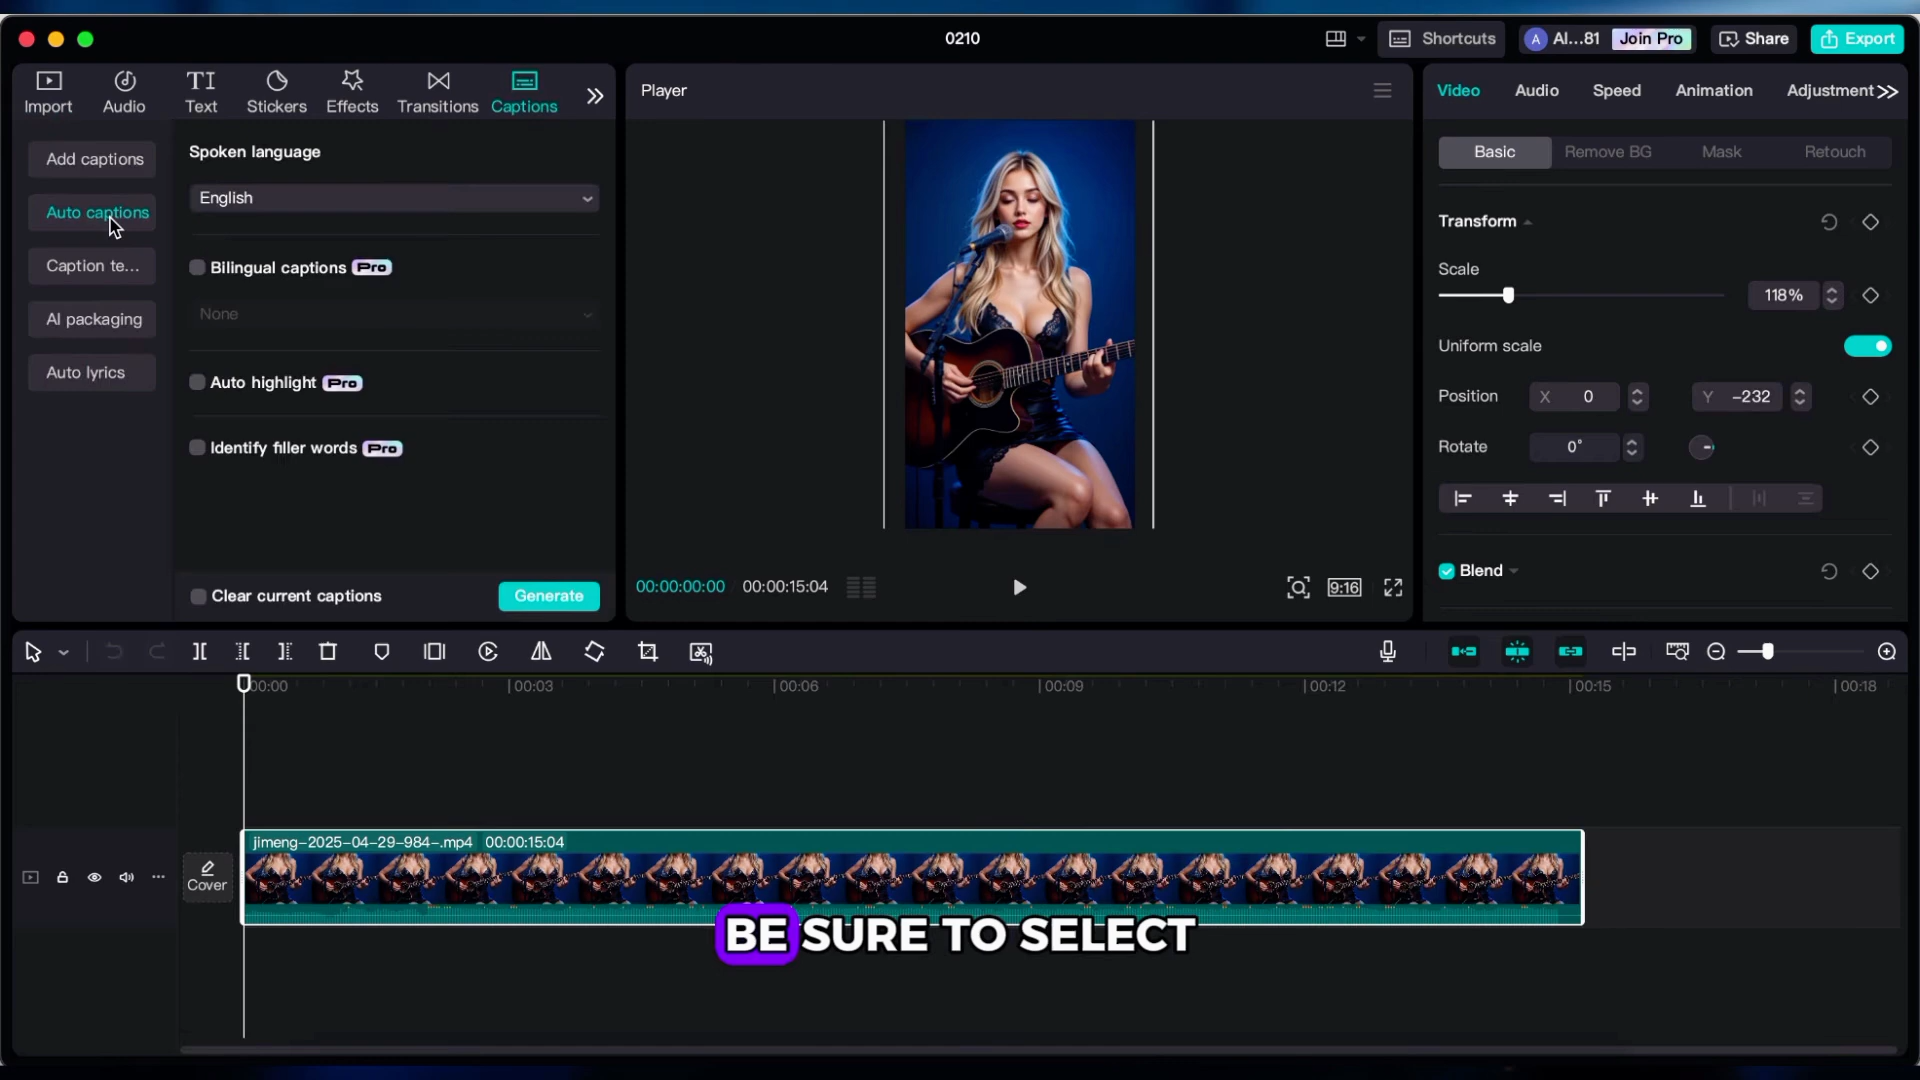 0210
Shortcuts
A
Al...81
Join Pro
Share
Export
Import
Audio
TI
Text
Stickers
Effects
Transitions
Captions
Add captions
Auto captions
Caption te...
AI packaging
Auto lyrics
Spoken language
English
Bilingual captions Pro
None
Auto highlight Pro
Identify filler words Pro
Clear current captions
Generate
Player
00:00:00:00
00:00:15:04
9:16
Video
Audio
Speed
Animation
Adjustment
Basic
Remove BG
Mask
Retouch
Transform
Scale
118%
Uniform scale
Position
X 0
Y -232
Rotate
0°
Blend
00:00
00:03
00:06
00:09
00:12
00:15
00:18
Cover
jimeng-2025-04-29-984-.mp4 00:00:15:04
BE SURE TO SELECT